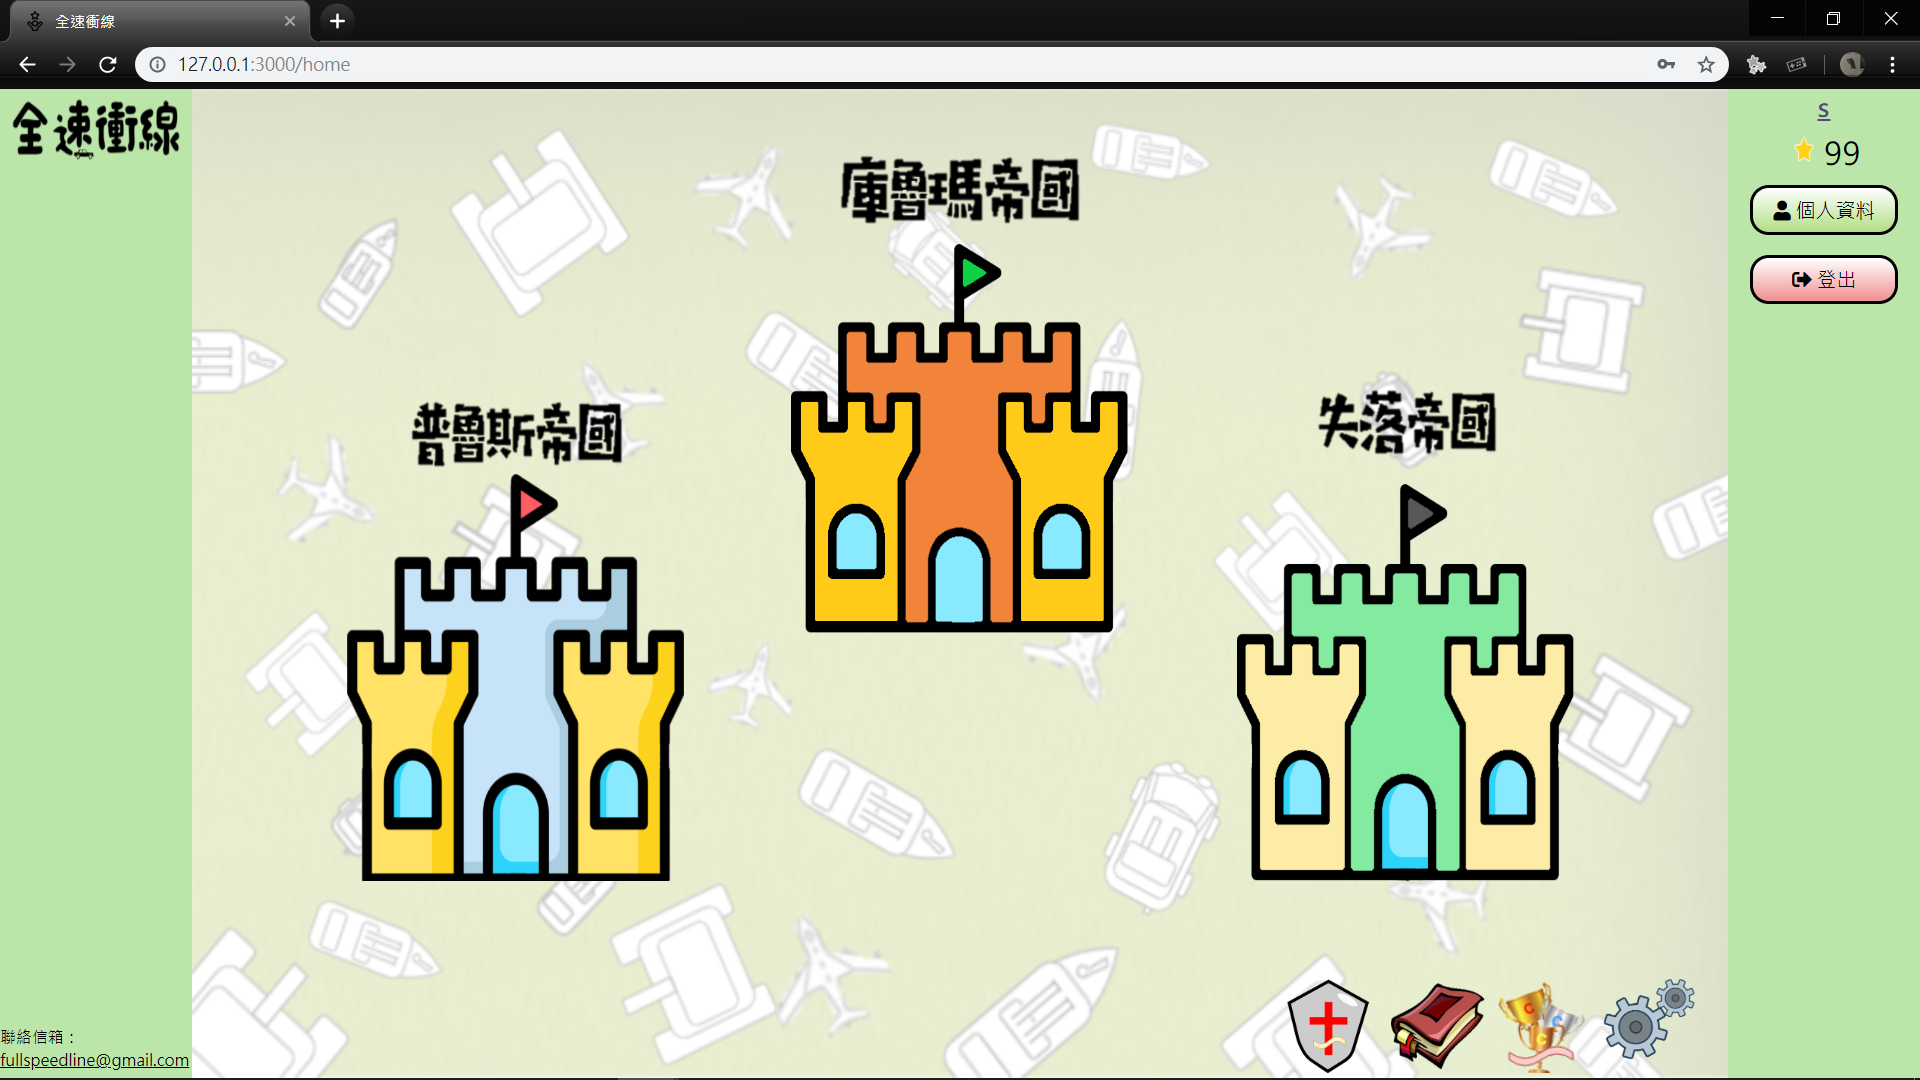 全速衝線
127.0.0.1:3000/home
全速衝線
S
99
個人資料
登出
庫魯瑪帝國
普魯斯帝國
失落帝國
聯絡信箱：
fullspeedline@gmail.com
C
C
C